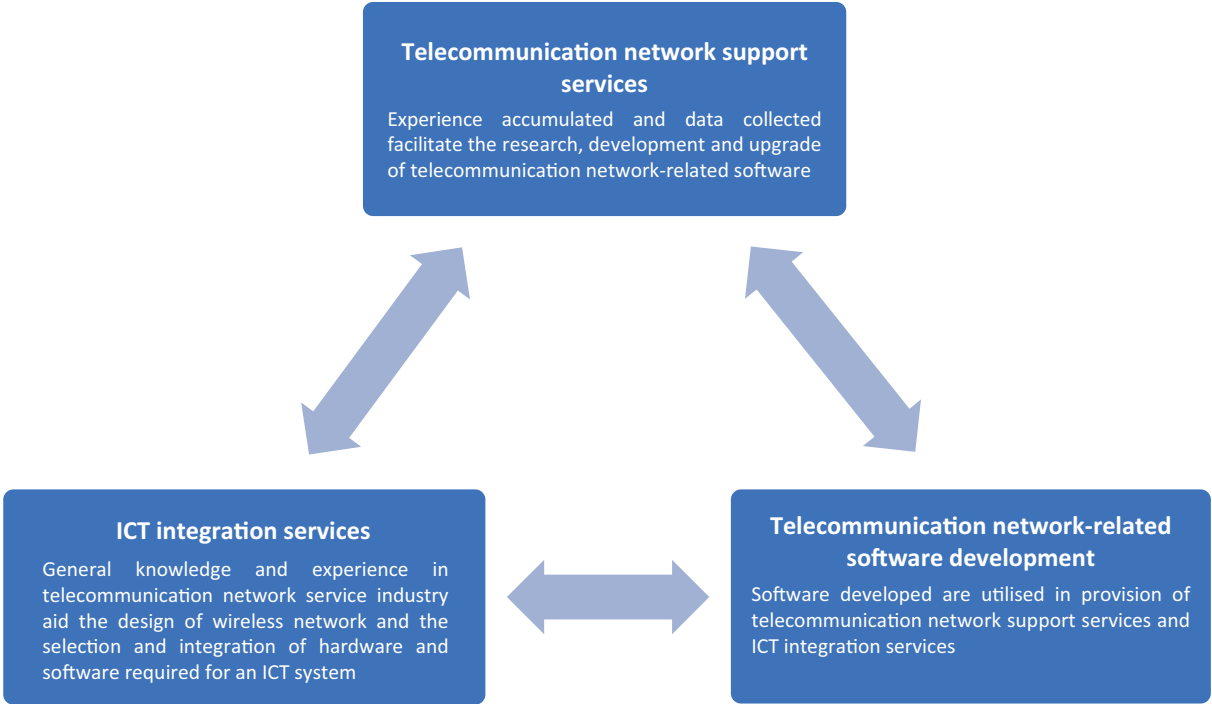 Telecommunication network support
services
Experience accumulated and data collected
facilitate the research, development and upgrade
of telecommunication network-related software
ICT integration services
General knowledge and experience in
telecommunication network service industry
aid the design of wireless network and the
selection and integration of hardware and
software required for an ICT system
Telecommunication network-related
software development
Software developed are utilised in provision of
telecommunication network support services and
ICT integration services